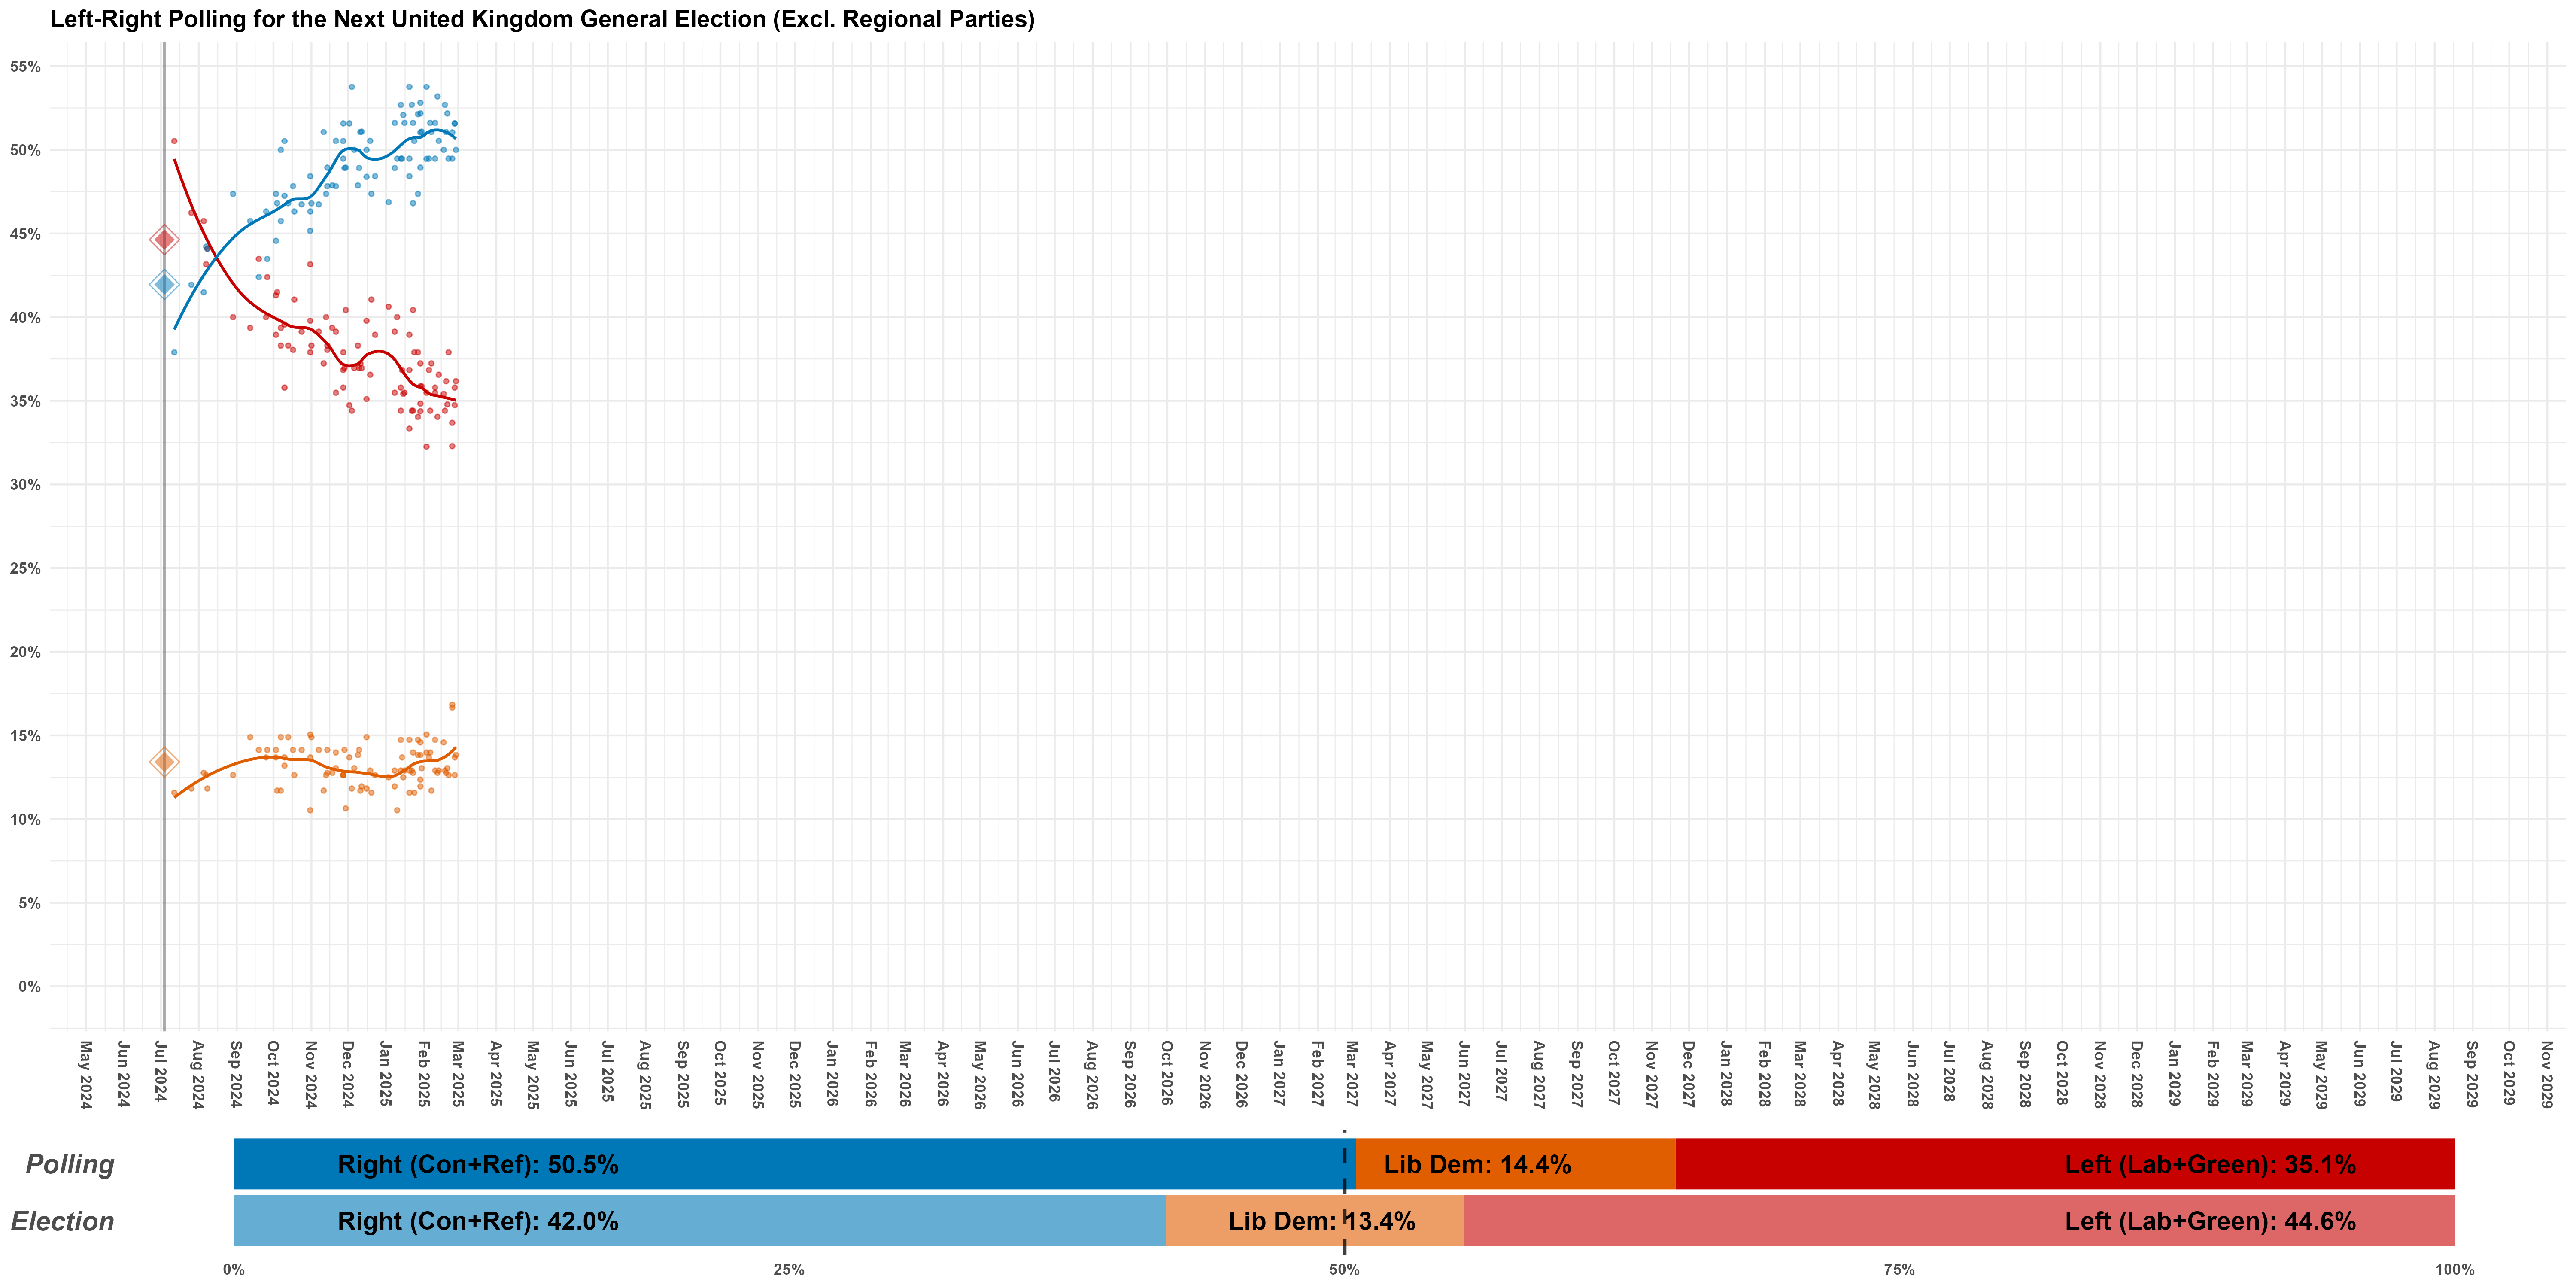 Left-Right Polling for the Next United Kingdom General Election (Excl. Regional Parties)
55%
50%
45%
40%
35%
30%
25%
20%
15%
10%
5%
0%
May 2024
Jun 2024
Jul 2024
Aug 2024
Sep 2024
Oct 2024
Nov 2024
Dec 2024
Jan 2025
Feb 2025
Mar 2025
Apr 2025
May 2025
Jun 2025
Jul 2025
Aug 2025
Sep 2025
Oct 2025
Nov 2025
Dec 2025
Jan 2026
Feb 2026
Mar 2026
Apr 2026
May 2026
Jun 2026
Jul 2026
Aug 2026
Sep 2026
Oct 2026
Nov 2026
Dec 2026
Jan 2027
Feb 2027
Mar 2027
Apr 2027
May 2027
Jun 2027
Jul 2027
Aug 2027
Sep 2027
Oct 2027
Nov 2027
Dec 2027
Jan 2028
Feb 2028
Mar 2028
Apr 2028
May 2028
Jun 2028
Jul 2028
Aug 2028
Sep 2028
Oct 2028
Nov 2028
Dec 2028
Jan 2029
Feb 2029
Mar 2029
Apr 2029
May 2029
Jun 2029
Jul 2029
Aug 2029
Sep 2029
Oct 2029
Nov 2029
Polling Right (Con+Ref): 50.5% Lib Dem: 14.4% Left (Lab+Green): 35.1%
Election Right (Con+Ref): 42.0% Lib Dem: 13.4% Left (Lab+Green): 44.6%
0% 25% 50% 75% 100%